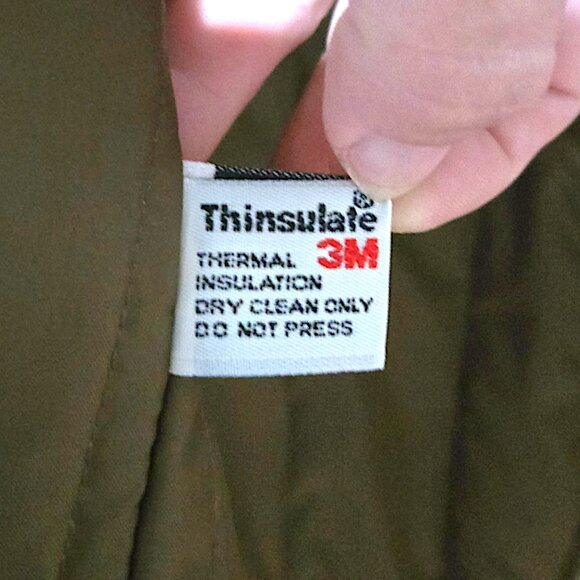 Thinsulate®
THERMAL 3M
INSULATION
DRY CLEAN ONLY
DO NOT PRESS